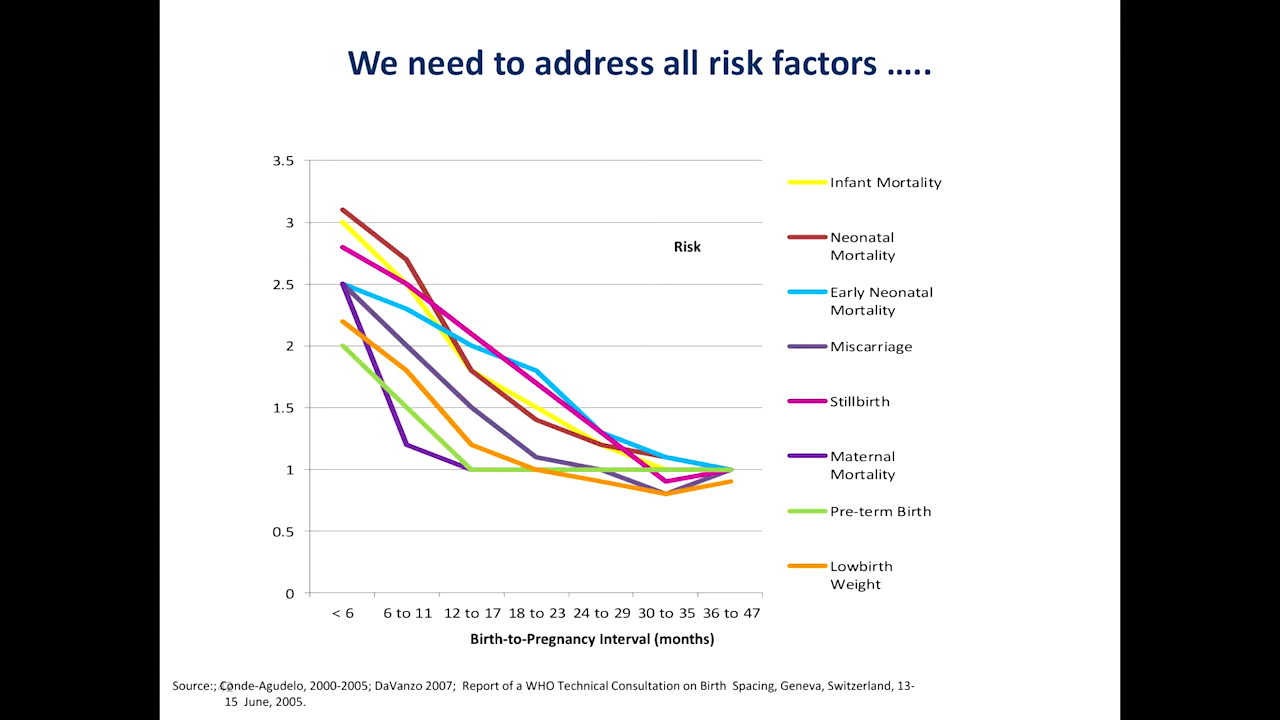 We need to address all risk factors .....
3.5
3
2.5
2
1.5
1
0.5
0
Risk
< 6
6 to 11
12 to 17
18 to 23
24 to 29
30 to 35
36 to 47
Birth-to-Pregnancy Interval (months)
Infant Mortality
Neonatal
Mortality
Early Neonatal
Mortality
Miscarriage
Stillbirth
Maternal
Mortality
Pre-term Birth
Lowbirth
Weight
Source:; Conde-Agudelo, 2000-2005; DaVanzo 2007; Report of a WHO Technical Consultation on Birth Spacing, Geneva, Switzerland, 13-
15 June, 2005.